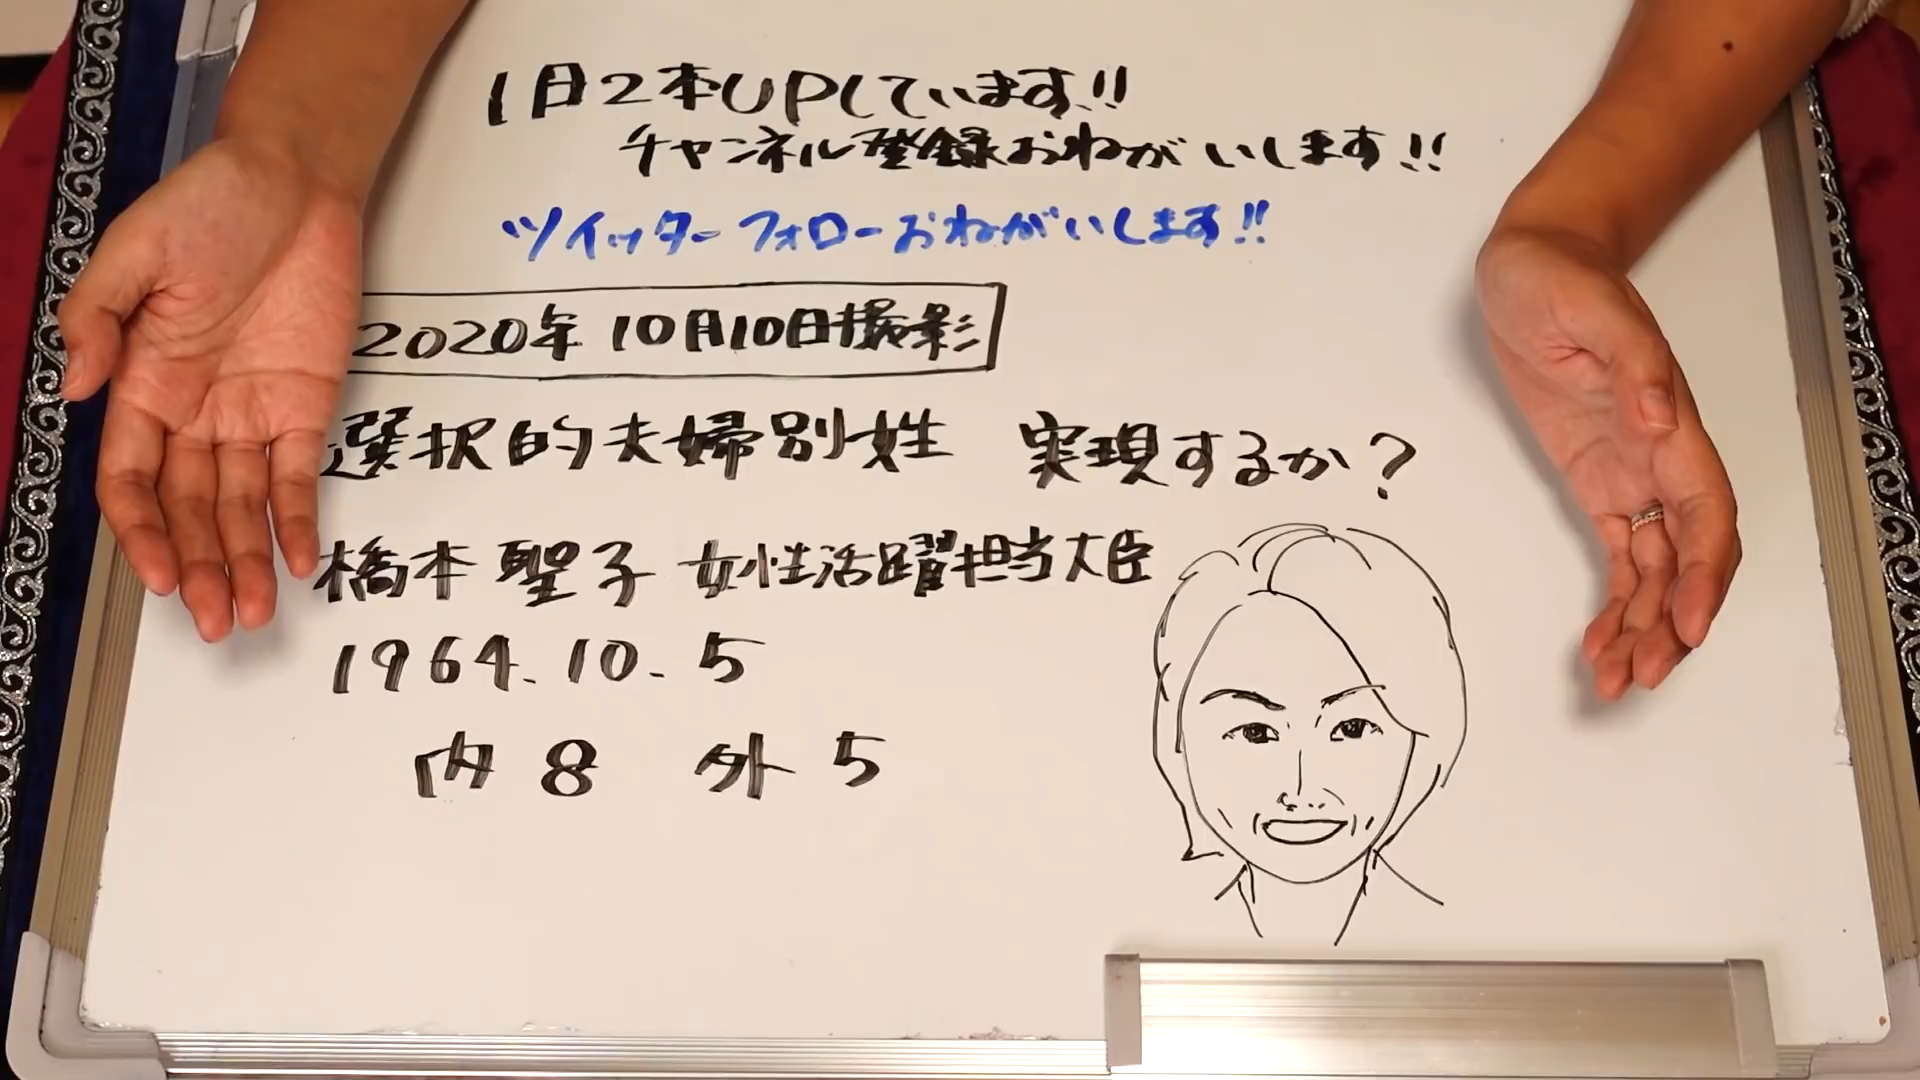 1日2本UPしています!!
チャンネル登録おねがいします!!
ツイッターフォローおねがいします!!
2020年 10月10日撮影
選択的夫婦別姓 実現するか?
橋本 聖子 女性活躍担当大臣
1964.10.5
内 8 外 5